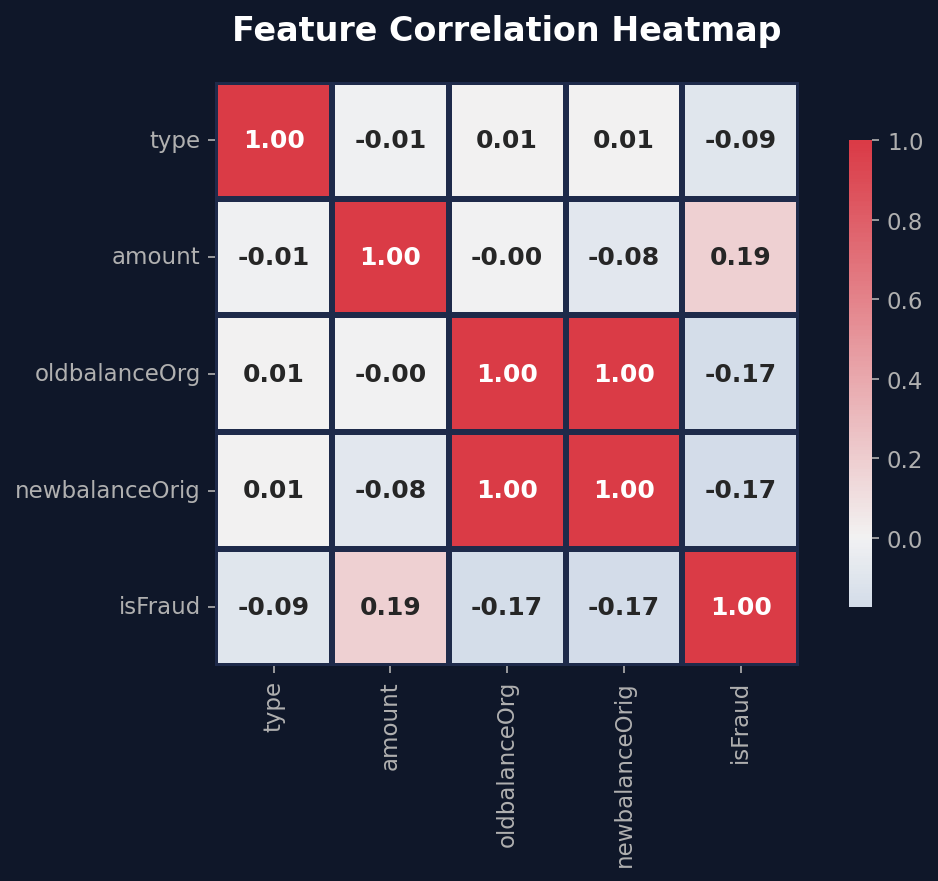 Feature Correlation Heatmap
type 1.00 -0.01 0.01 0.01 -0.09
amount -0.01 1.00 -0.00 -0.08 0.19
oldbalanceOrg 0.01 -0.00 1.00 1.00 -0.17
newbalanceOrig 0.01 -0.08 1.00 1.00 -0.17
isFraud -0.09 0.19 -0.17 -0.17 1.00
type amount oldbalanceOrg newbalanceOrig isFraud
1.0
0.8
0.6
0.4
0.2
0.0